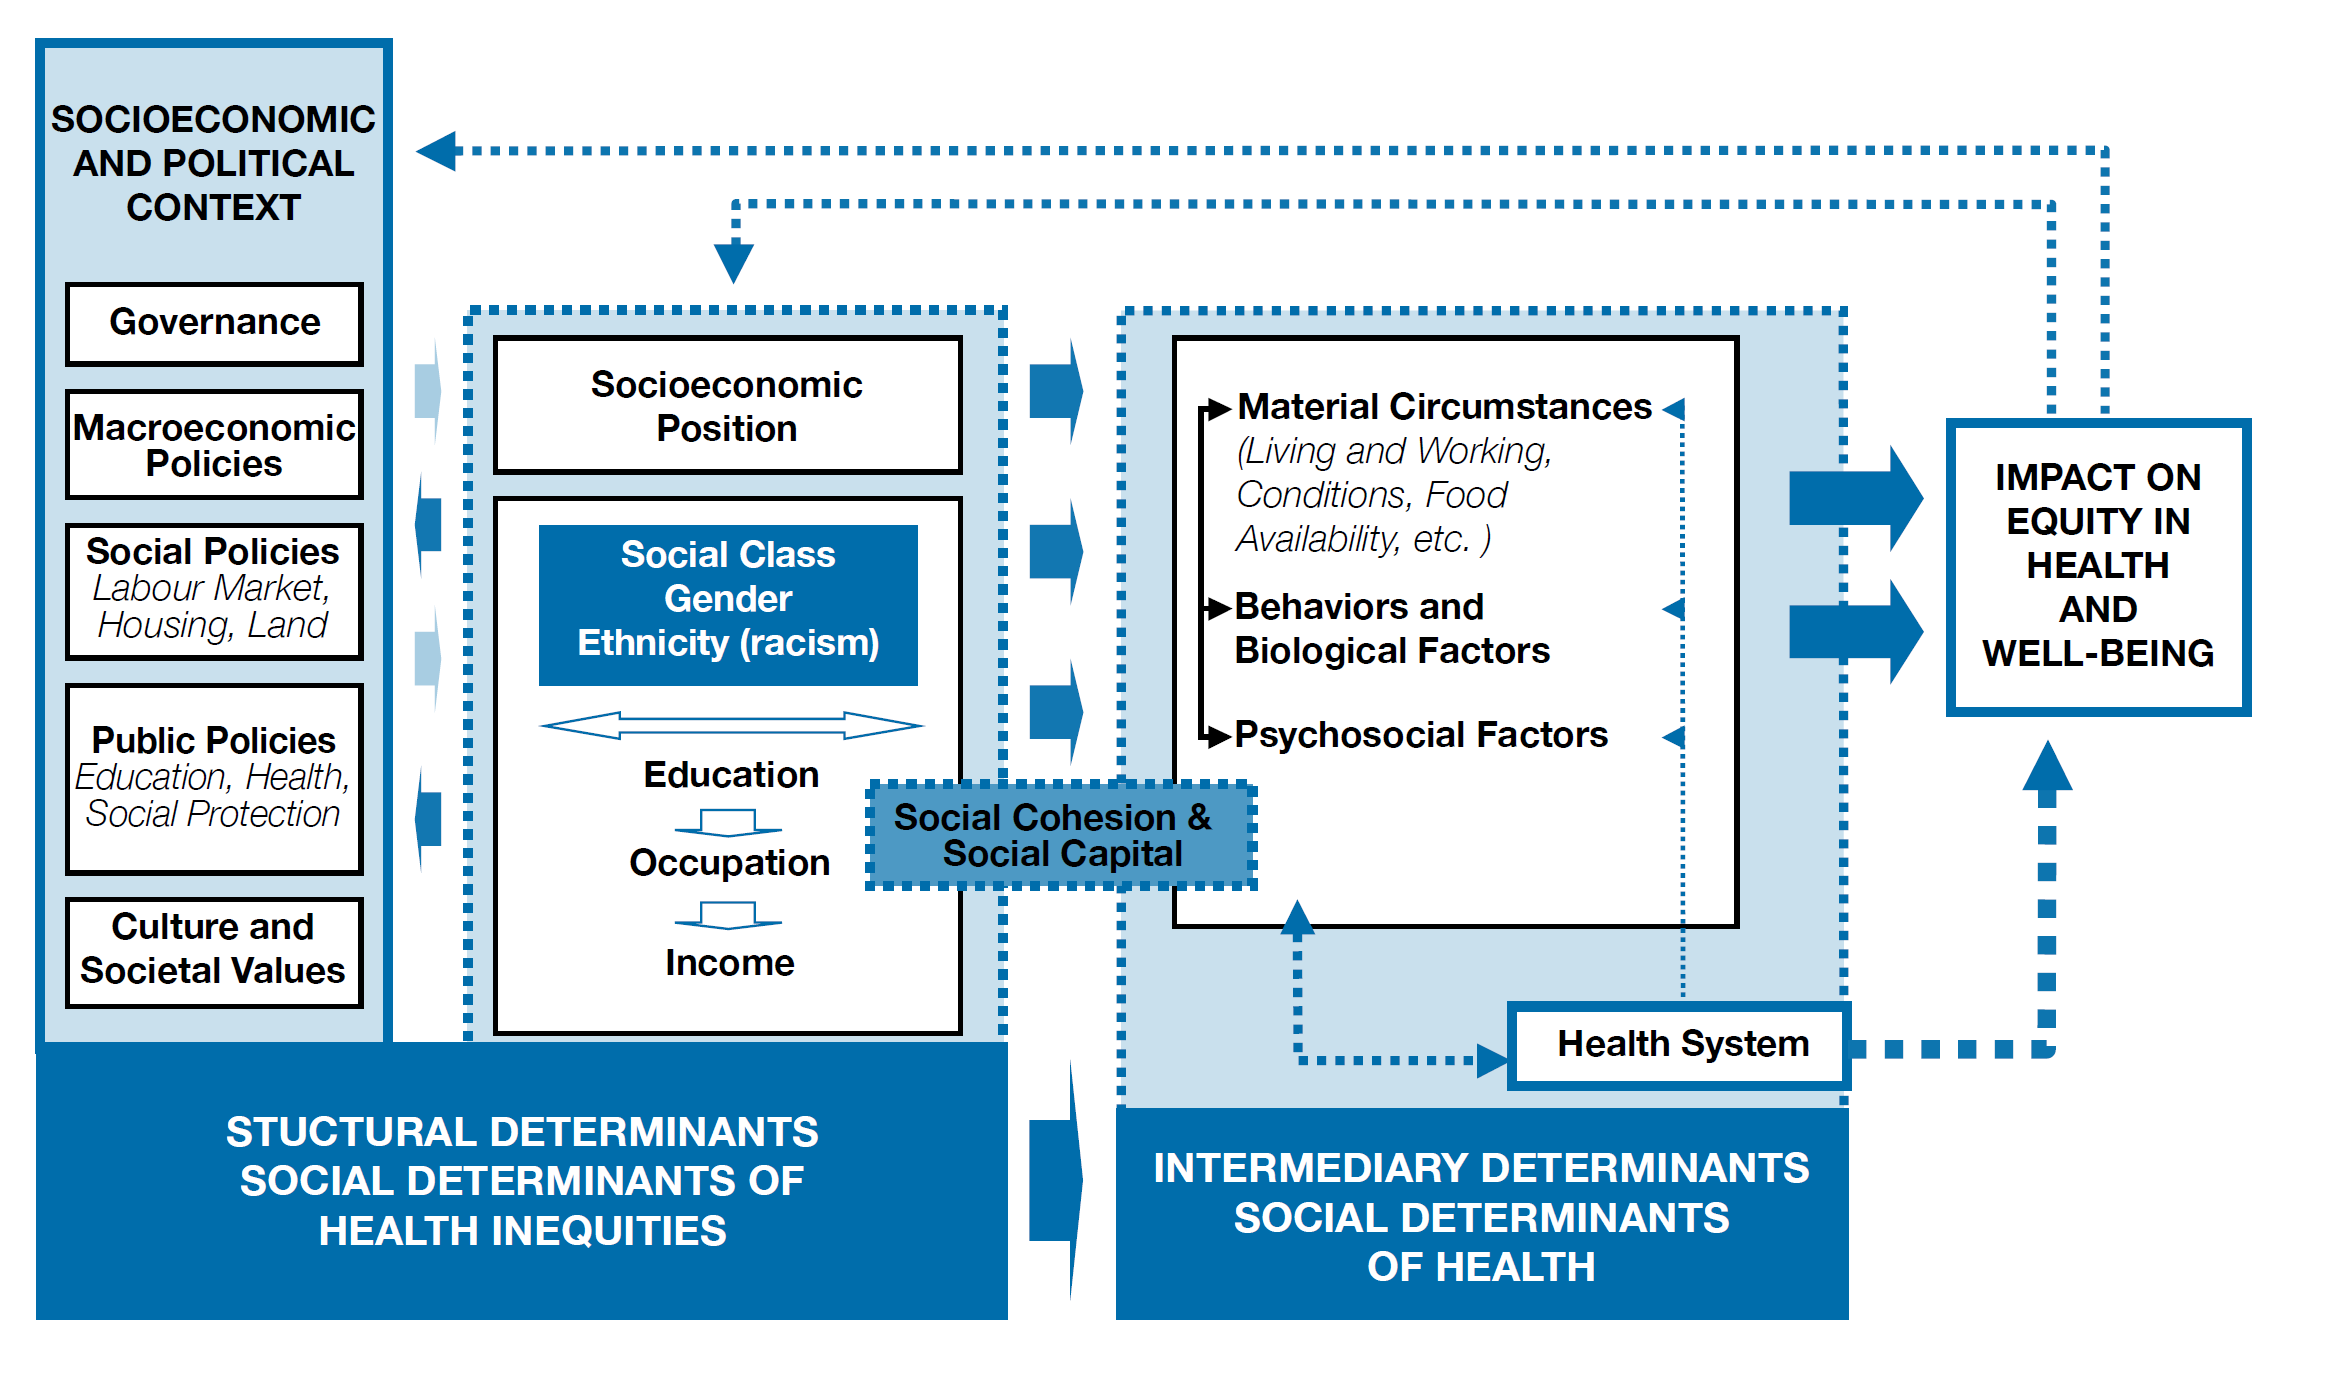 SOCIOECONOMIC
AND POLITICAL
CONTEXT
Governance
Macroeconomic
Policies
Social Policies
Labour Market,
Housing, Land
Public Policies
Education, Health,
Social Protection
Culture and
Societal Values
Socioeconomic
Position
Social Class
Gender
Ethnicity (racism)
Education
Occupation
Income
Social Cohesion &
Social Capital
Material Circumstances
(Living and Working,
Conditions, Food
Availability, etc. )
Behaviors and
Biological Factors
Psychosocial Factors
Health System
IMPACT ON
EQUITY IN
HEALTH
AND
WELL-BEING
STUCTURAL DETERMINANTS
SOCIAL DETERMINANTS OF
HEALTH INEQUITIES
INTERMEDIARY DETERMINANTS
SOCIAL DETERMINANTS
OF HEALTH